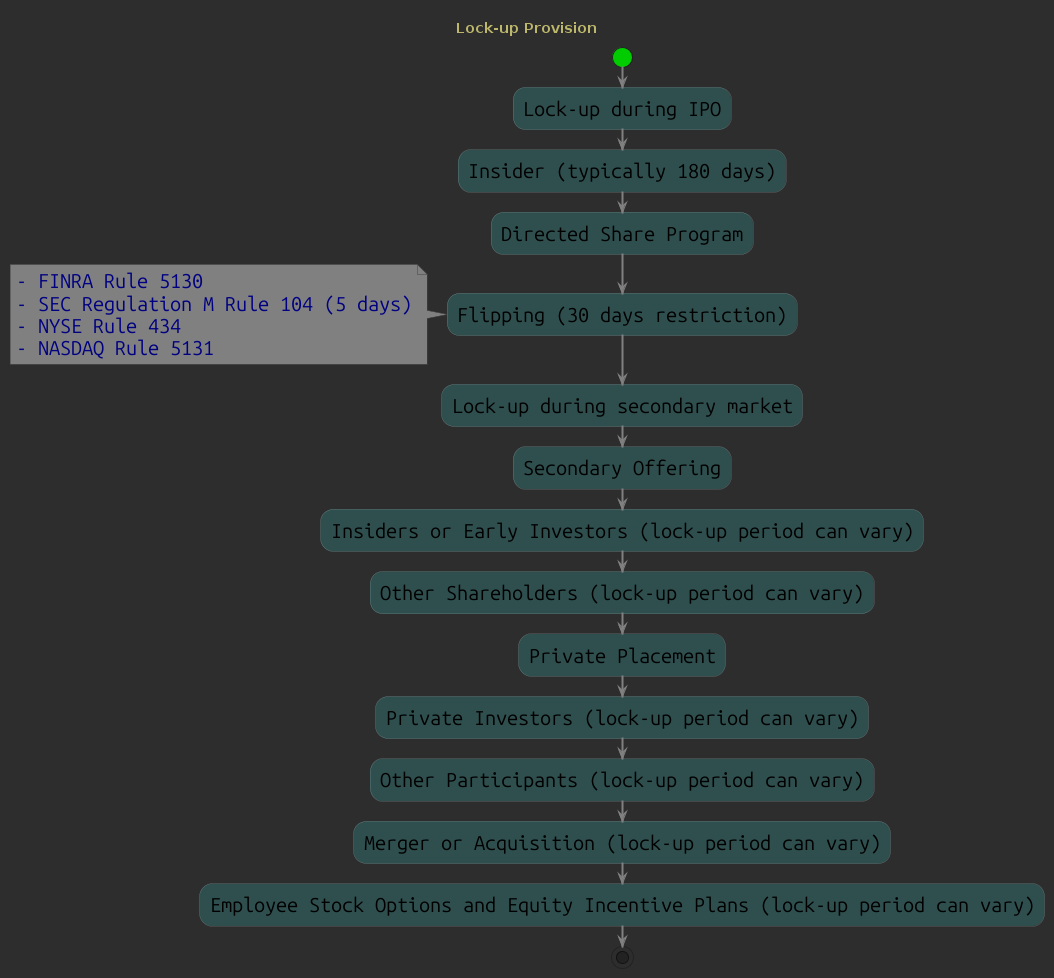 Lock-up Provision
Lock-up during IPO
Insider (typically 180 days)
Directed Share Program
- FINRA Rule 5130
- SEC Regulation M Rule 104 (5 days)
- NYSE Rule 434
- NASDAQ Rule 5131
Flipping (30 days restriction)
Lock-up during secondary market
Secondary Offering
Insiders or Early Investors (lock-up period can vary)
Other Shareholders (lock-up period can vary)
Private Placement
Private Investors (lock-up period can vary)
Other Participants (lock-up period can vary)
Merger or Acquisition (lock-up period can vary)
Employee Stock Options and Equity Incentive Plans (lock-up period can vary)